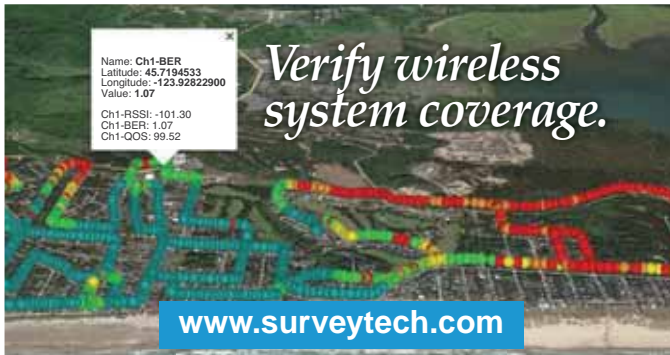 Name: Ch1-BER
Latitude: 45.7194533
Longitude: -123.92822900
Value: 1.07
Ch1-RSSI: -101.30
Ch1-BER: 1.07
Ch1-QOS: 99.52
Verify wireless
system coverage.
www.surveytech.com